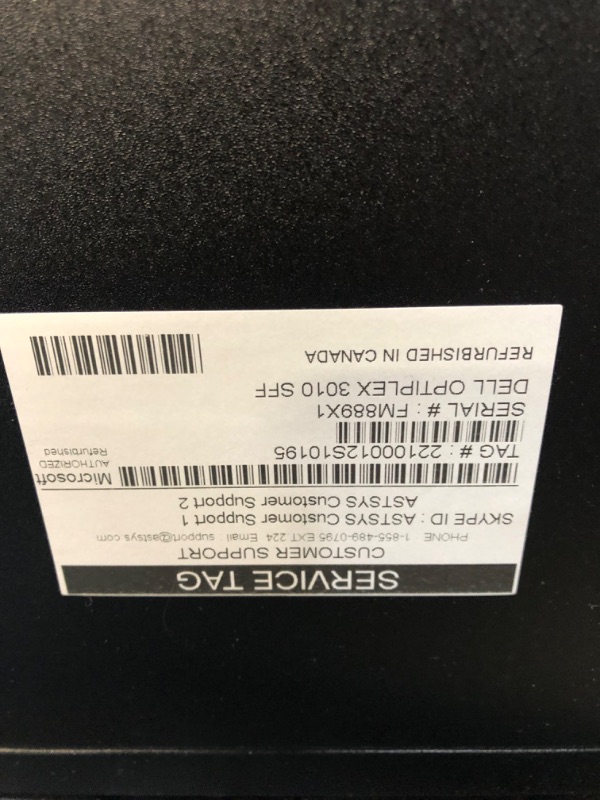 SERVICE TAG
CUSTOMER SUPPORT
PHONE 1-855-489-0795 EXT 224 Email : support@astsys com
SKYPE ID : ASTSYS Customer Support 1
ASTSYS Customer Support 2
Microsoft
AUTHORIZED
Refurbished
TAG # : 22100012S10195
SERIAL # : FM889X1
DELL OPTIPLEX 3010 SFF
REFURBISHED IN CANADA